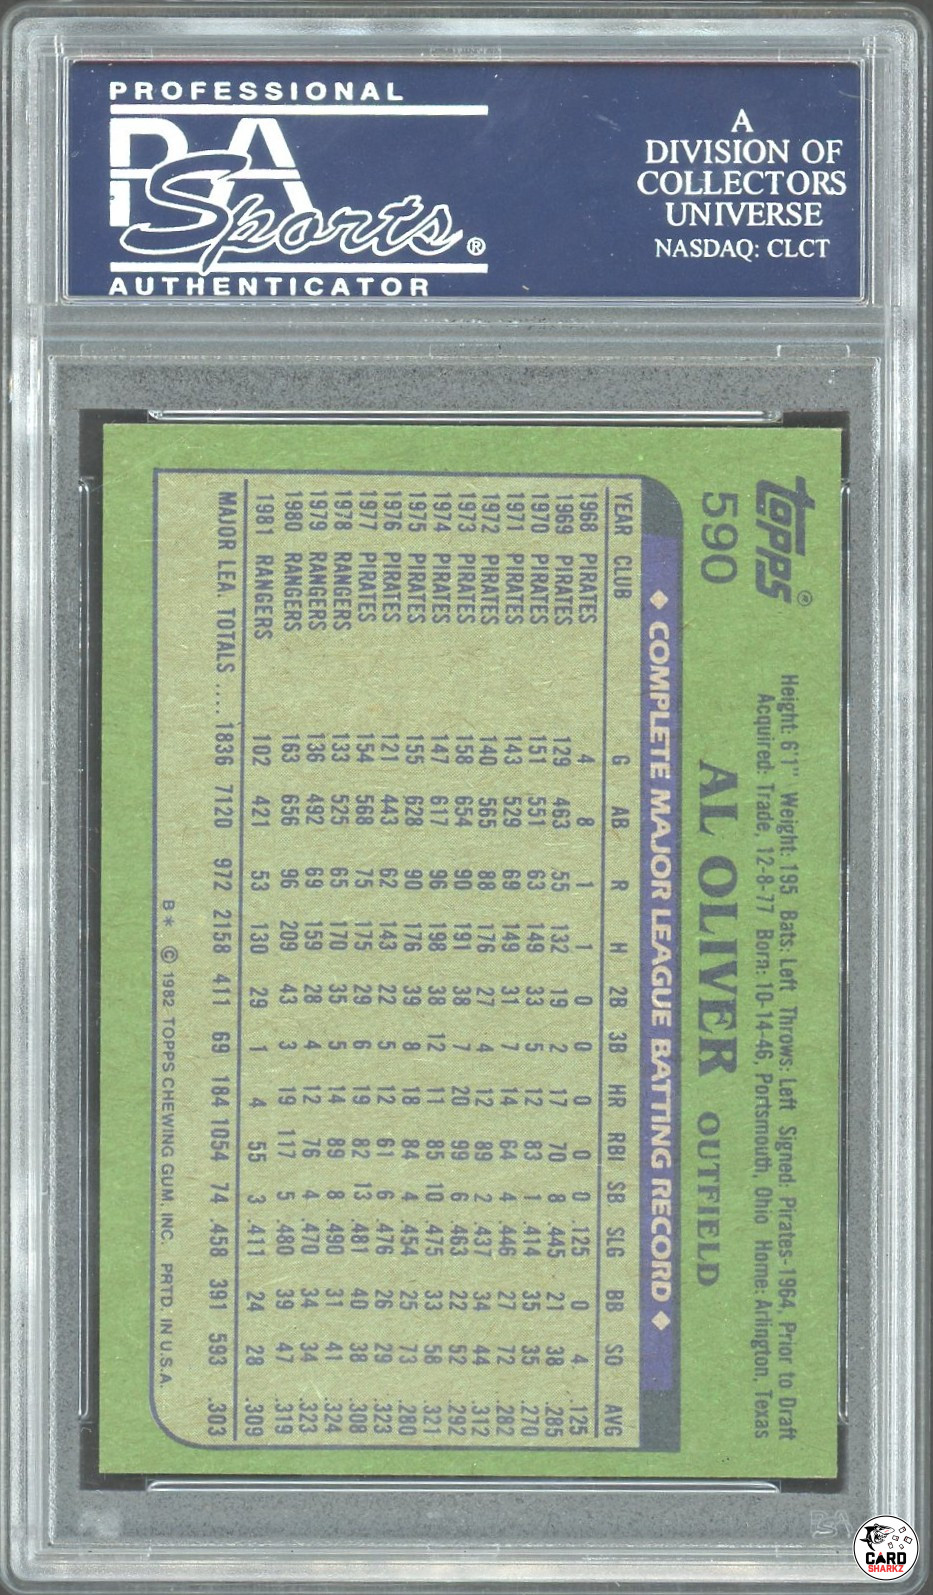 PROFESSIONAL
PSA
Sports®
AUTHENTICATOR
A
DIVISION OF
COLLECTORS
UNIVERSE
NASDAQ: CLCT
topps®
590
Height: 6'1" Weight: 195 Bats: Left Throws: Left Signed: Pirates-1964, Prior to Draft
Acquired: Trade, 12-8-77 Born: 10-14-46, Portsmouth, Ohio Home: Arlington, Texas
AL OLIVER OUTFIELD
◆ COMPLETE MAJOR LEAGUE BATTING RECORD ◆
YEAR CLUB G AB R H 2B 3B HR RBI SB SLG BB SO AVG
1968 PIRATES 4 8 1 1 0 0 0 0 0 .125 0 4 .125
1969 PIRATES 129 463 55 132 19 2 17 70 8 .445 21 38 .285
1970 PIRATES 151 551 63 149 33 5 12 83 1 .414 35 35 .270
1971 PIRATES 143 529 69 149 31 7 14 64 4 .446 27 72 .282
1972 PIRATES 140 565 88 176 27 4 12 89 2 .437 34 44 .312
1973 PIRATES 158 654 90 191 38 7 20 99 6 .463 22 52 .292
1974 PIRATES 147 617 96 198 38 12 11 85 10 .475 33 58 .321
1975 PIRATES 155 628 90 176 39 8 18 84 4 .454 25 73 .280
1976 PIRATES 121 443 62 143 22 5 12 61 6 .476 26 29 .323
1977 PIRATES 154 568 75 175 29 6 19 82 13 .481 40 38 .308
1978 RANGERS 133 525 65 170 35 5 14 89 8 .490 31 41 .324
1979 RANGERS 136 492 69 159 28 4 12 76 4 .470 34 34 .323
1980 RANGERS 163 656 96 209 43 3 19 117 5 .480 39 47 .319
1981 RANGERS 102 421 53 130 29 1 4 55 3 .411 24 28 .309
MAJOR LEA. TOTALS .... 1836 7120 972 2158 411 69 184 1054 74 .458 391 593 .303
B*. © 1982 TOPPS CHEWING GUM, INC. PRTD. IN U.S.A.
CARD
SHARKZ